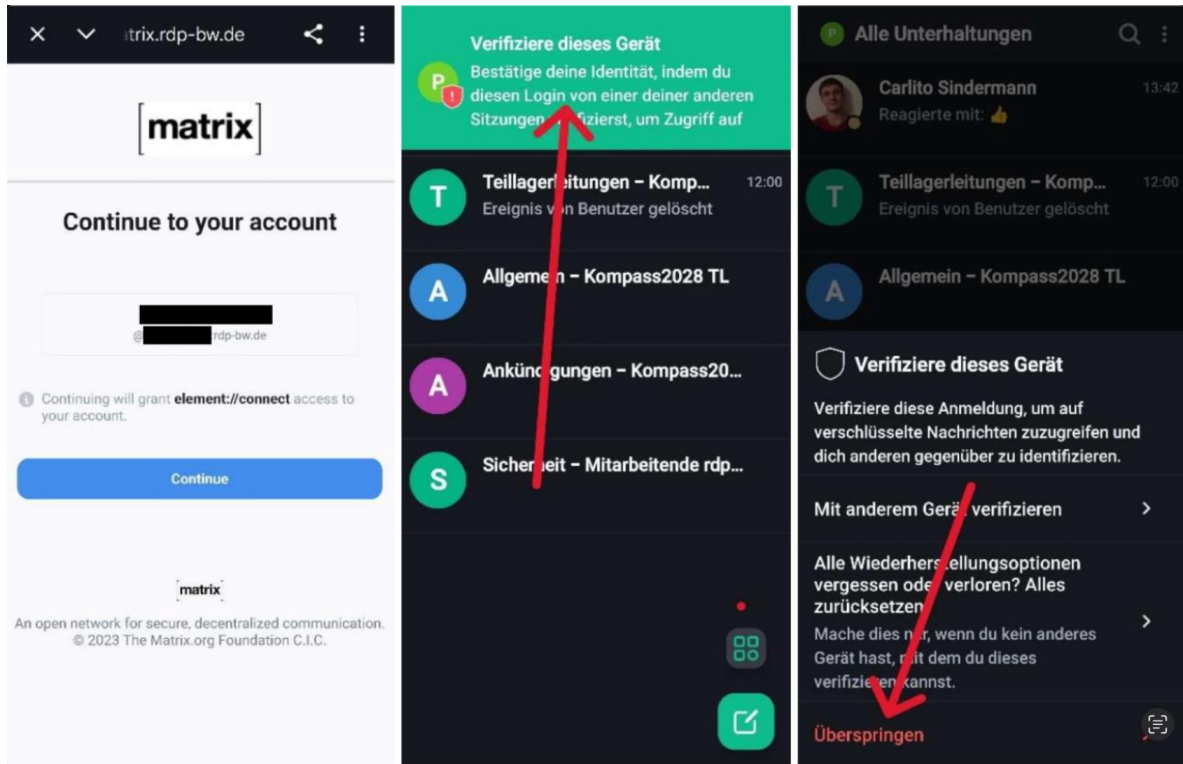 trix.rdp-bw.de
[matrix]
Continue to your account
@ rdp-bw.de
Continuing will grant element://connect access to
your account.
Continue
[matrix]
An open network for secure, decentralized communication.
© 2023 The Matrix.org Foundation C.I.C.
Verifiziere dieses Gerät
P
Bestätige deine Identität, indem du
diesen Login von einer deiner anderen
Sitzungen verifizierst, um Zugriff auf
T
Teillagerleitungen – Komp...
12:00
Ereignis von Benutzer gelöscht
A
Allgemein – Kompass2028 TL
A
Ankündigungen – Kompass20...
S
Sicherheit – Mitarbeitende rdp...
P
Alle Unterhaltungen
Carlito Sindermann
13:42
Reagierte mit: 👍
T
Teillagerleitungen – Komp...
12:00
Ereignis von Benutzer gelöscht
A
Allgemein – Kompass2028 TL
Verifiziere dieses Gerät
Verifiziere diese Anmeldung, um auf
verschlüsselte Nachrichten zuzugreifen und
dich anderen gegenüber zu identifizieren.
Mit anderem Gerät verifizieren
Alle Wiederherstellungsoptionen
vergessen oder verloren? Alles
zurücksetzen
Mache dies nur, wenn du kein anderes
Gerät hast, mit dem du dieses
verifizieren kannst.
Überspringen